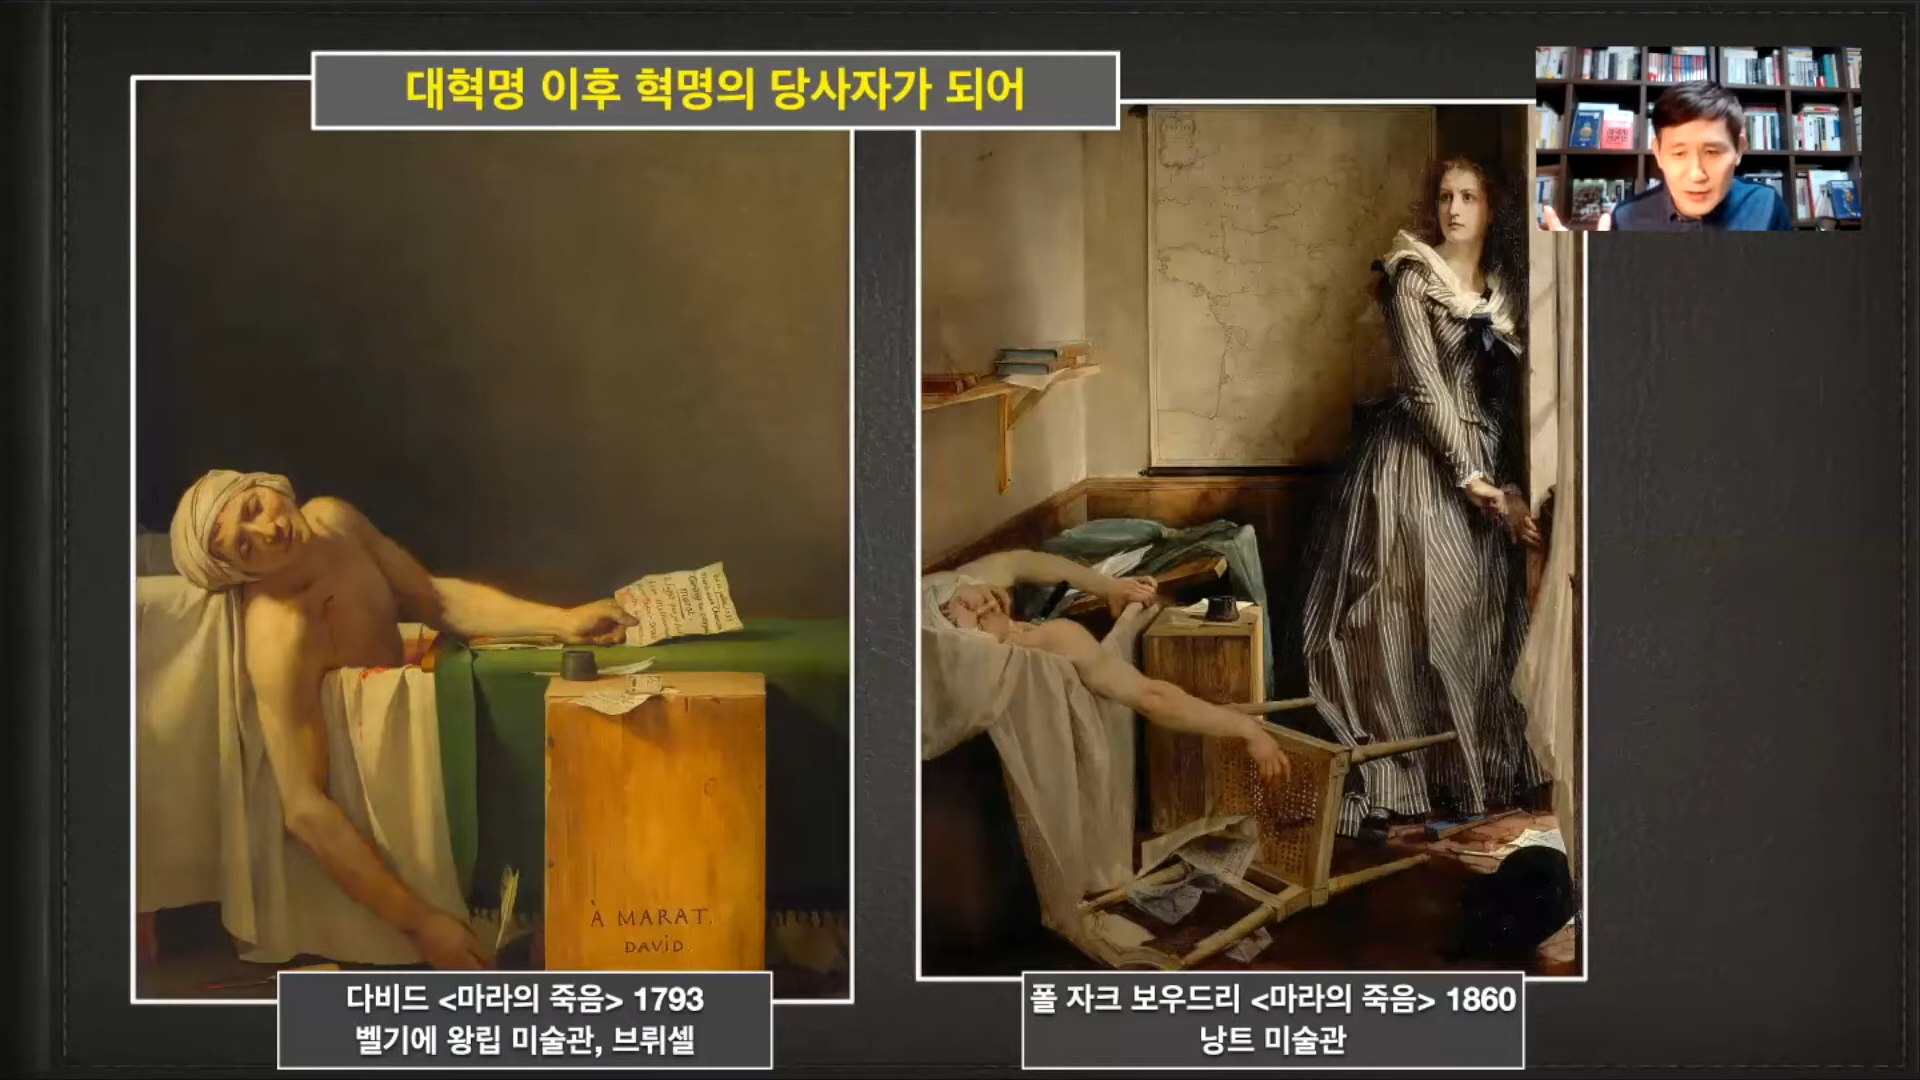 대혁명 이후 혁명의 당사자가 되어
À MARAT.
DAVID.
다비드 <마라의 죽음> 1793
벨기에 왕립 미술관, 브뤼셀
폴 자크 보우드리 <마라의 죽음> 1860
낭트 미술관